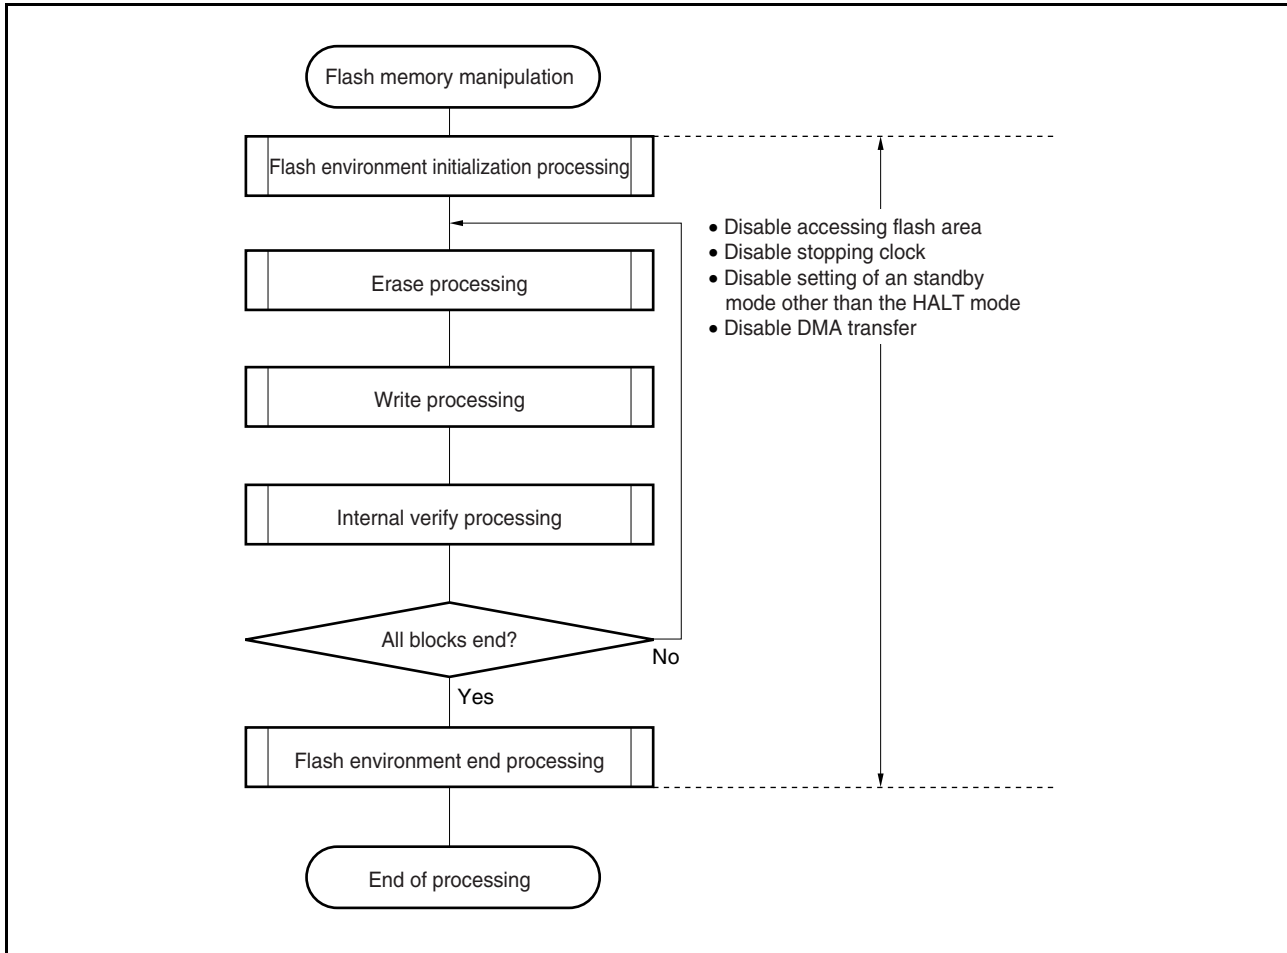 Flash memory manipulation
Flash environment initialization processing
• Disable accessing flash area
• Disable stopping clock
• Disable setting of an standby
mode other than the HALT mode
• Disable DMA transfer
Erase processing
Write processing
Internal verify processing
All blocks end?
No
Yes
Flash environment end processing
End of processing